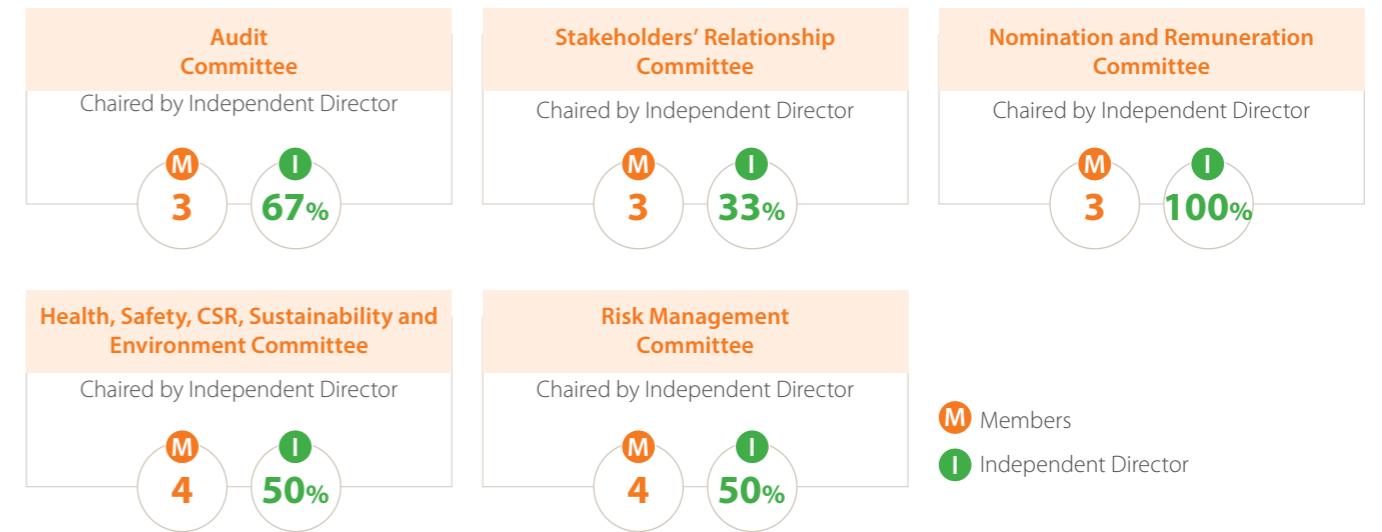 Audit
Committee
Chaired by Independent Director
M
3
I
67%
Stakeholders’ Relationship
Committee
Chaired by Independent Director
M
3
I
33%
Nomination and Remuneration
Committee
Chaired by Independent Director
M
3
I
100%
Health, Safety, CSR, Sustainability and
Environment Committee
Chaired by Independent Director
M
4
I
50%
Risk Management
Committee
Chaired by Independent Director
M
4
I
50%
M Members
I Independent Director